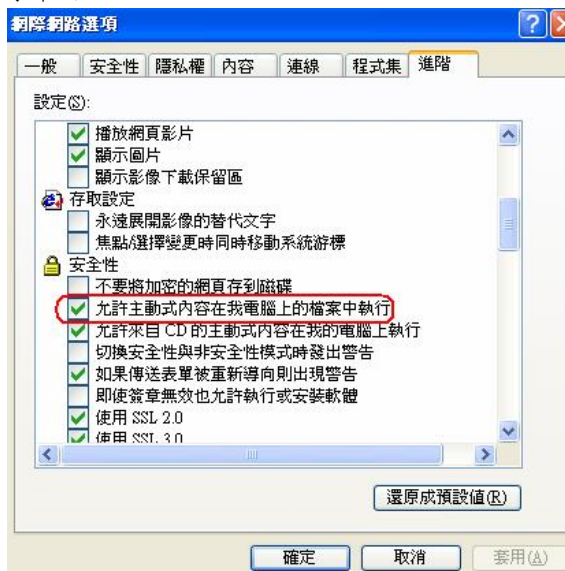 網際網路選項
一般 安全性 隱私權 內容 連線 程式集 進階
設定(S):
播放網頁影片
顯示圖片
顯示影像下載保留區
存取設定
永遠展開影像的替代文字
焦點/選擇變更時同時移動系統游標
安全性
不要將加密的網頁存到磁碟
允許主動式內容在我電腦上的檔案中執行
允許來自 CD 的主動式內容在我的電腦上執行
切換安全性與非安全性模式時發出警告
如果傳送表單被重新導向則出現警告
即使簽章無效也允許執行或安裝軟體
使用 SSL 2.0
使用 SSL 3.0
還原成預設值(R)
確定 取消 套用(A)